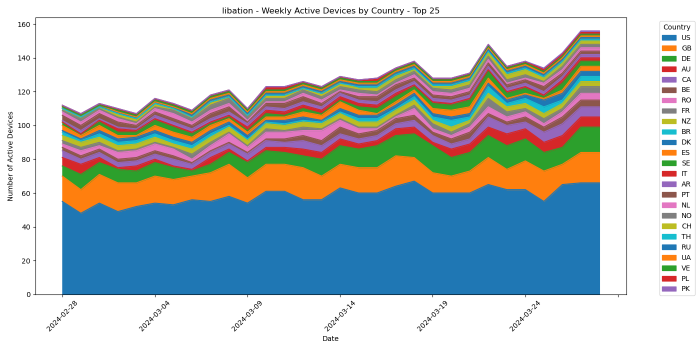 libation - Weekly Active Devices by Country - Top 25
Number of Active Devices
160
140
120
100
80
60
40
20
0
2024-02-28
2024-03-04
2024-03-09
2024-03-14
2024-03-19
2024-03-24
Date
Country
US
GB
DE
AU
CA
BE
RO
FR
NZ
BR
DK
ES
SE
IT
AR
PT
NL
NO
CH
TH
RU
UA
VE
PL
PK